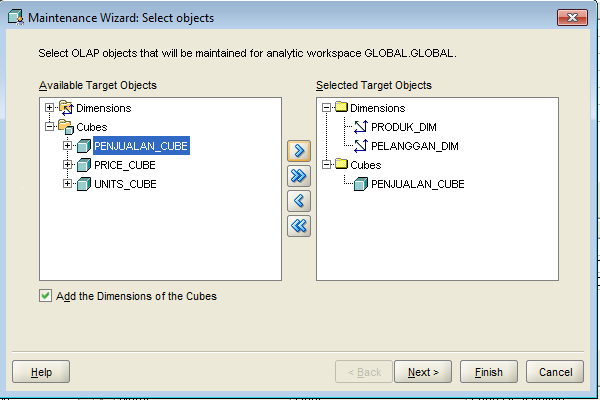 Maintenance Wizard: Select objects
Select OLAP objects that will be maintained for analytic workspace GLOBAL.GLOBAL.
Available Target Objects
Dimensions
Cubes
PENJUALAN_CUBE
PRICE_CUBE
UNITS_CUBE
Selected Target Objects
Dimensions
PRODUK_DIM
PELANGGAN_DIM
Cubes
PENJUALAN_CUBE
Add the Dimensions of the Cubes
Help
< Back
Next >
Finish
Cancel